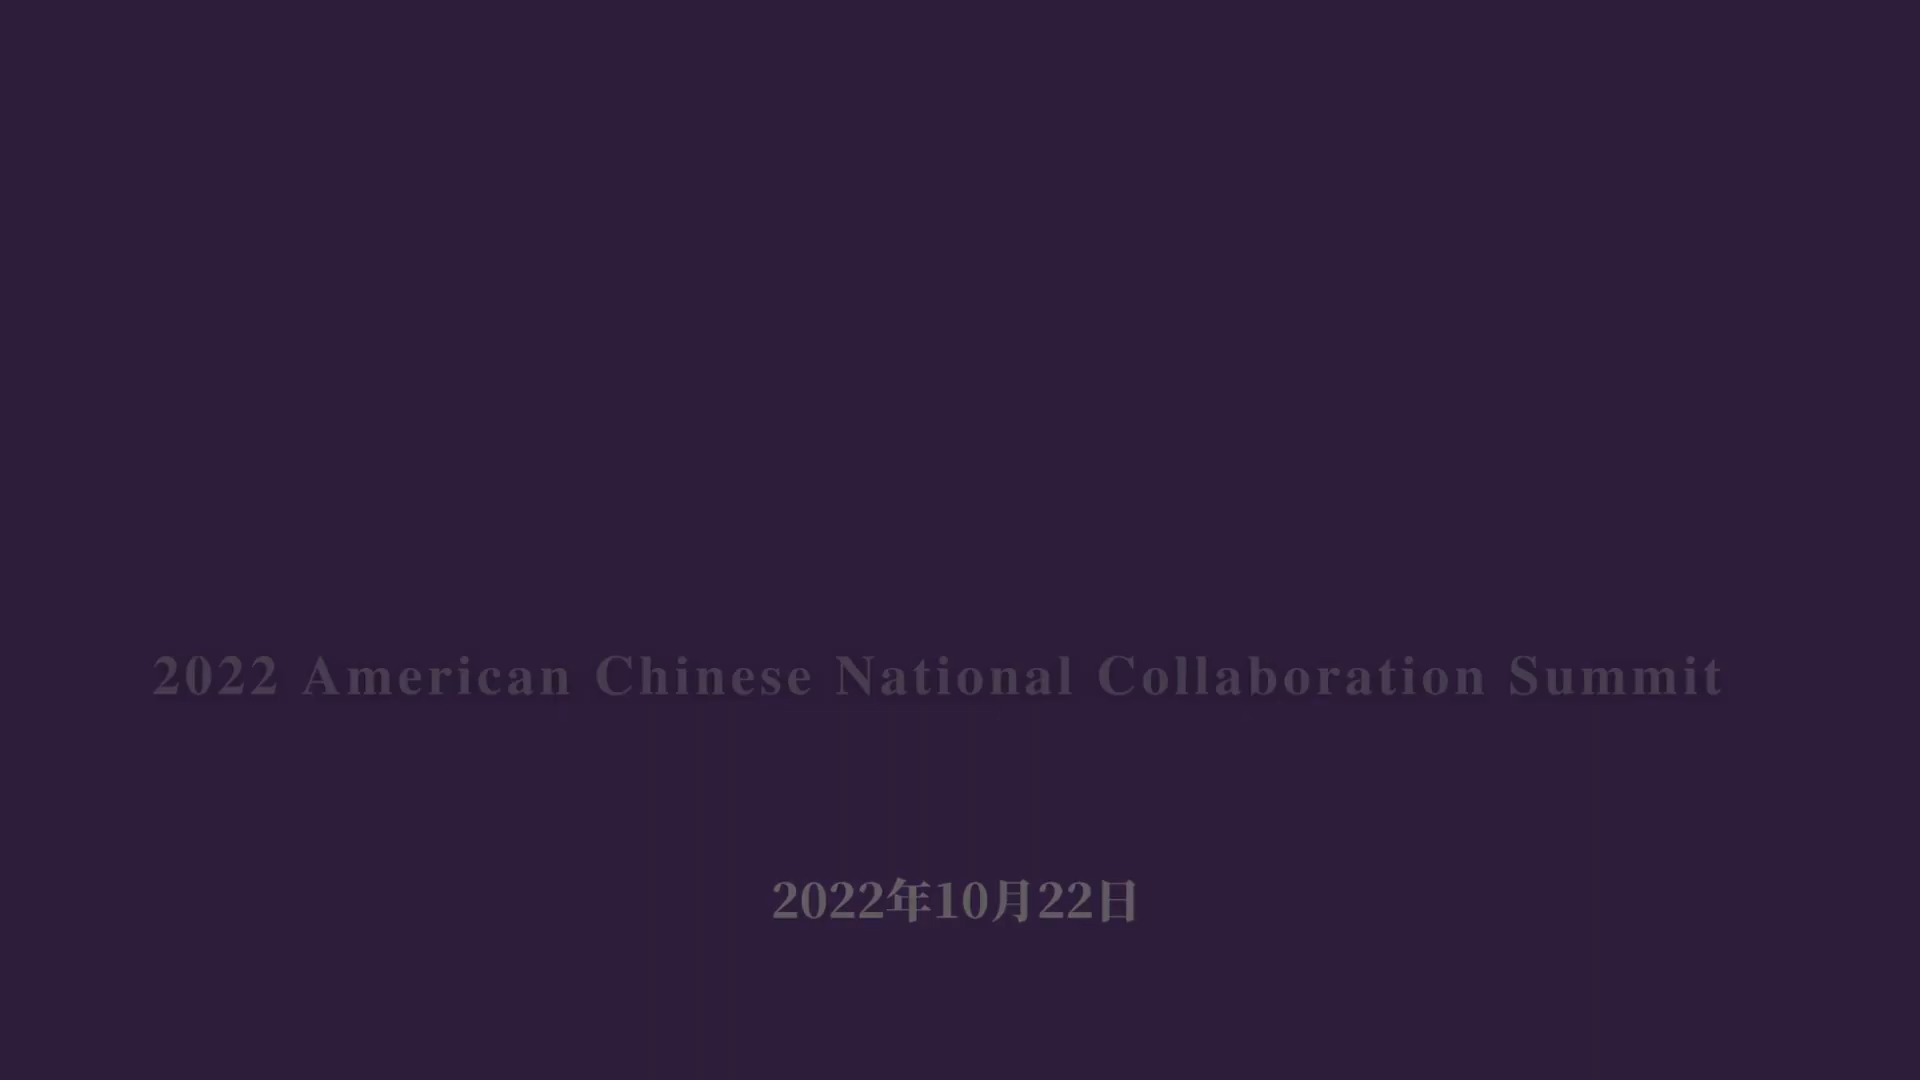 2022 American Chinese National Collaboration Summit
2022年10月22日